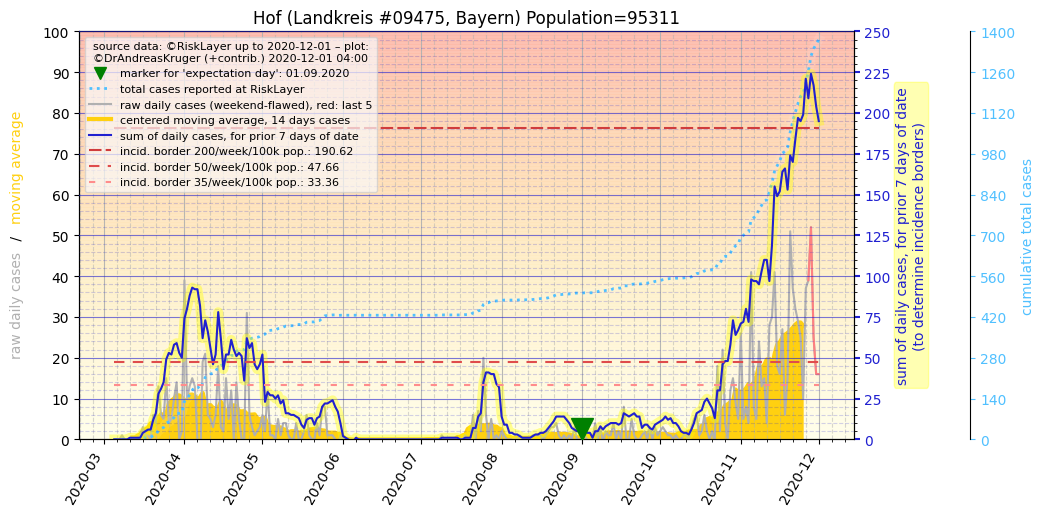 Hof (Landkreis #09475, Bayern) Population=95311
source data: ©RiskLayer up to 2020-12-01 – plot:
©DrAndreasKruger (+contrib.) 2020-12-01 04:00
marker for 'expectation day': 01.09.2020
total cases reported at RiskLayer
raw daily cases (weekend-flawed), red: last 5
centered moving average, 14 days cases
sum of daily cases, for prior 7 days of date
incid. border 200/week/100k pop.: 190.62
incid. border 50/week/100k pop.: 47.66
incid. border 35/week/100k pop.: 33.36
raw daily cases / moving average
100
90
80
70
60
50
40
30
20
10
0
2020-03
2020-04
2020-05
2020-06
2020-07
2020-08
2020-09
2020-10
2020-11
2020-12
250
225
200
175
150
125
100
75
50
25
0
sum of daily cases, for prior 7 days of date
(to determine incidence borders)
1400
1260
1120
980
840
700
560
420
280
140
0
cumulative total cases